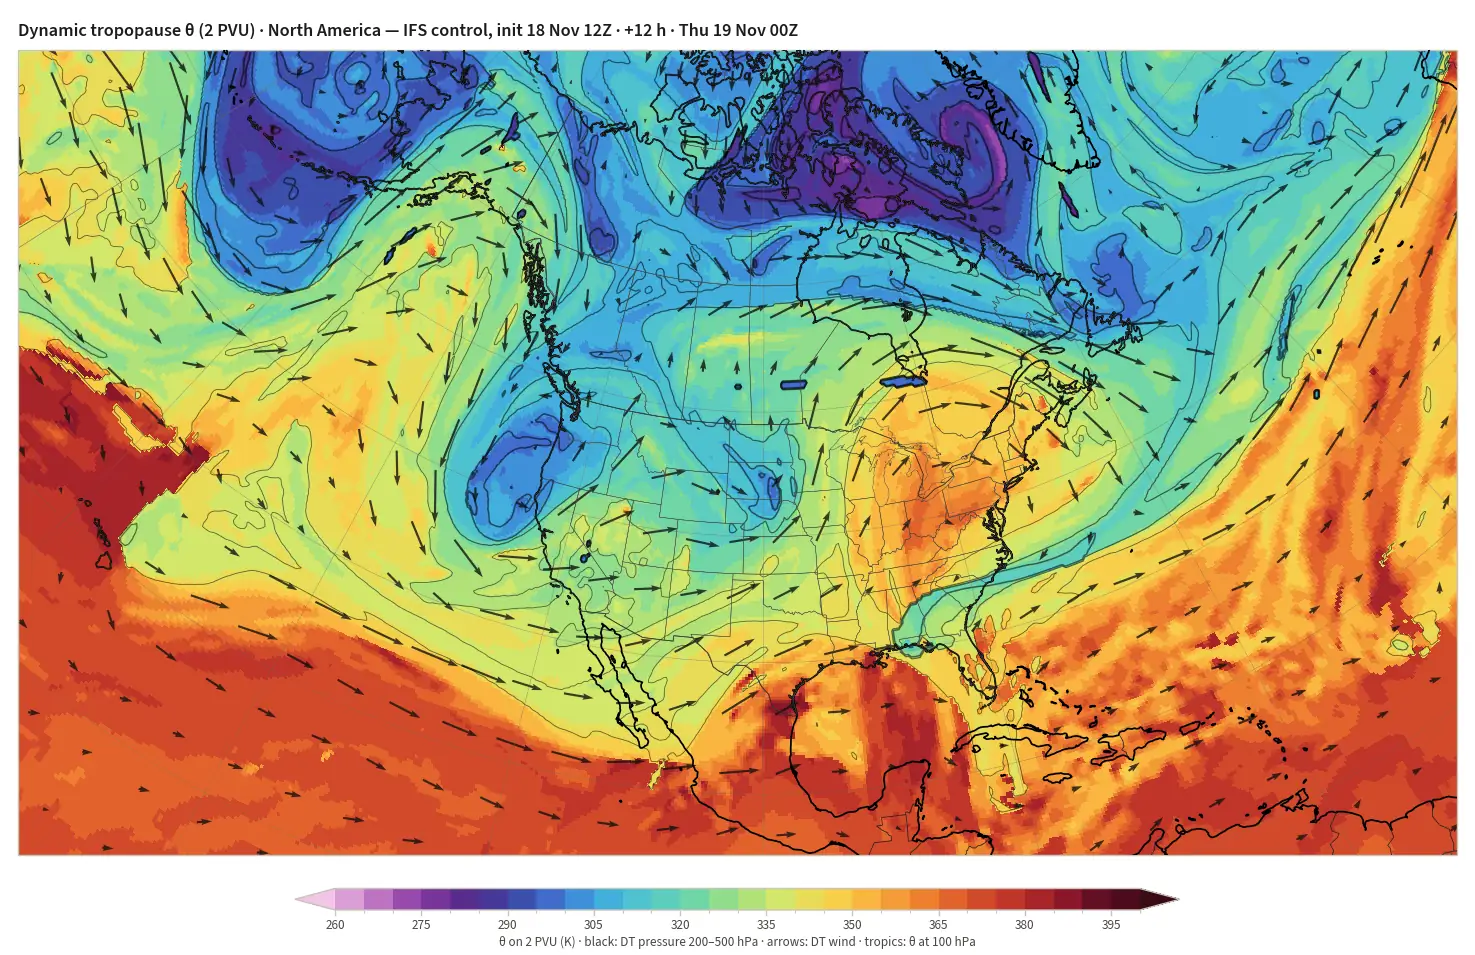 Dynamic tropopause θ (2 PVU) · North America — IFS control, init 18 Nov 12Z · +12 h · Thu 19 Nov 00Z
260 275 290 305 320 335 350 365 380 395
θ on 2 PVU (K) · black: DT pressure 200–500 hPa · arrows: DT wind · tropics: θ at 100 hPa